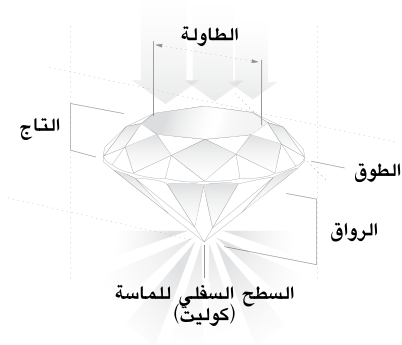 الطاولة
التاج
الطوق
الرواق
السطح السفلي للماسة
(كوليت)